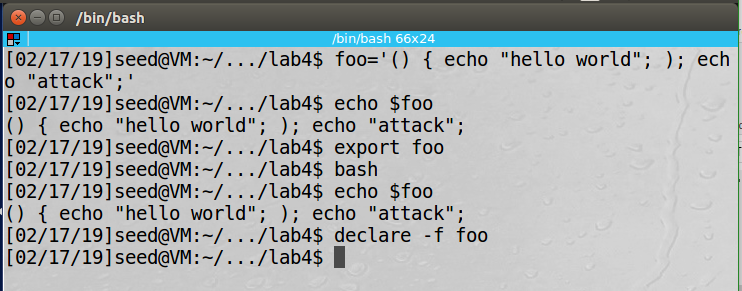 /bin/bash
/bin/bash 66x24
[02/17/19]seed@VM:~/.../lab4$ foo='() { echo "hello world"; ); ech
o "attack";'
[02/17/19]seed@VM:~/.../lab4$ echo $foo
() { echo "hello world"; ); echo "attack";
[02/17/19]seed@VM:~/.../lab4$ export foo
[02/17/19]seed@VM:~/.../lab4$ bash
[02/17/19]seed@VM:~/.../lab4$ echo $foo
() { echo "hello world"; ); echo "attack";
[02/17/19]seed@VM:~/.../lab4$ declare -f foo
[02/17/19]seed@VM:~/.../lab4$